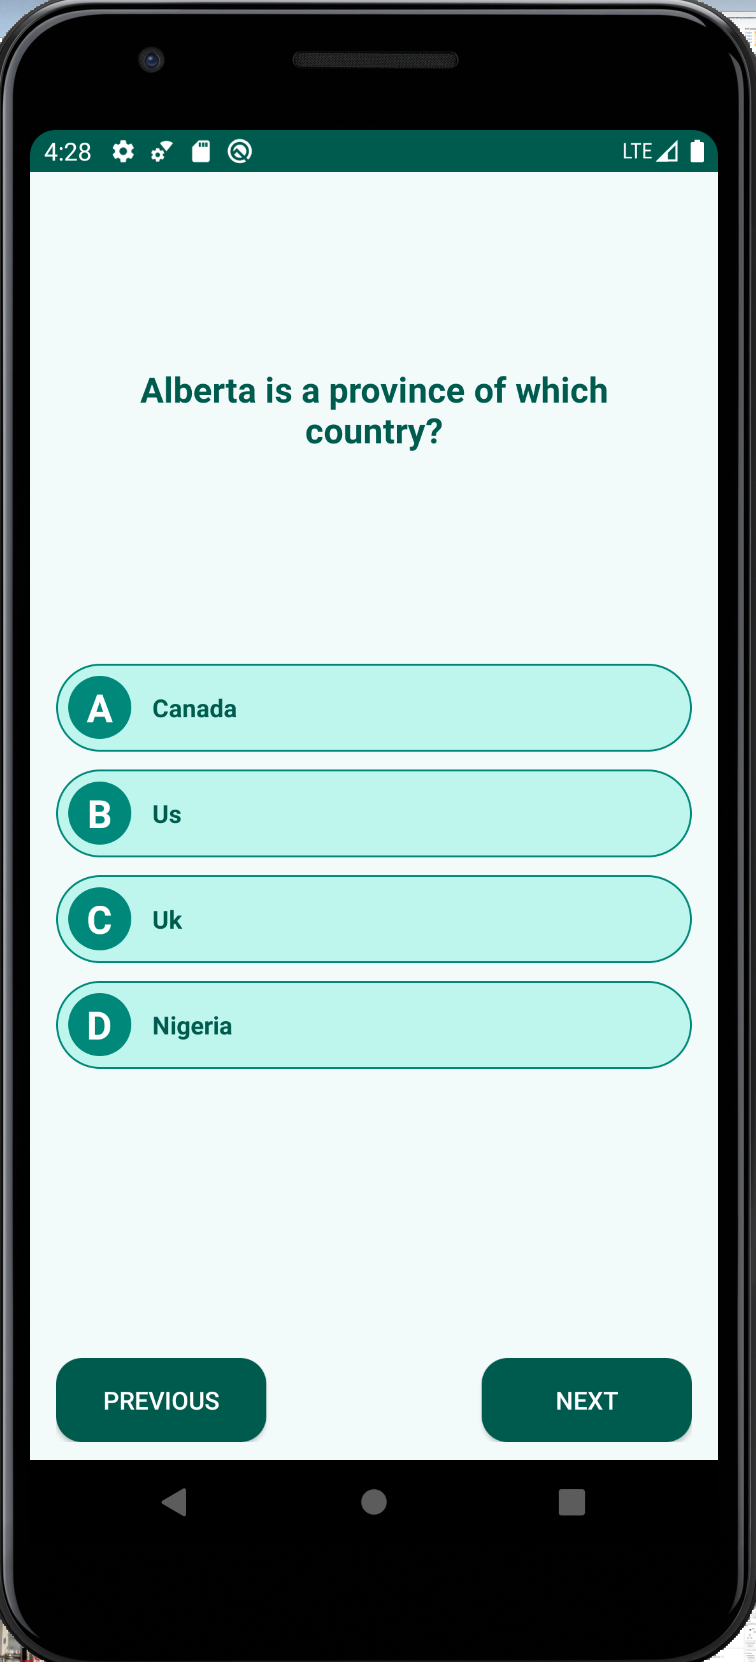 4:28
LTE
Alberta is a province of which
country?
A Canada
B Us
C Uk
D Nigeria
PREVIOUS NEXT